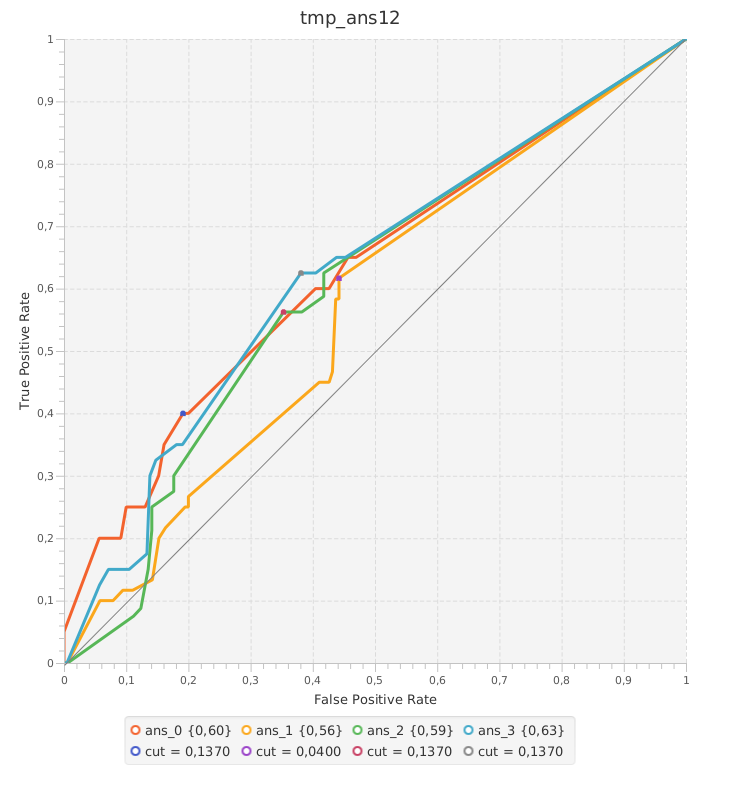 tmp_ans12
1
0,9
0,8
0,7
0,6
0,5
0,4
0,3
0,2
0,1
0
True Positive Rate
0 0,1 0,2 0,3 0,4 0,5 0,6 0,7 0,8 0,9 1
False Positive Rate
ans_0 {0,60} ans_1 {0,56} ans_2 {0,59} ans_3 {0,63}
cut = 0,1370 cut = 0,0400 cut = 0,1370 cut = 0,1370